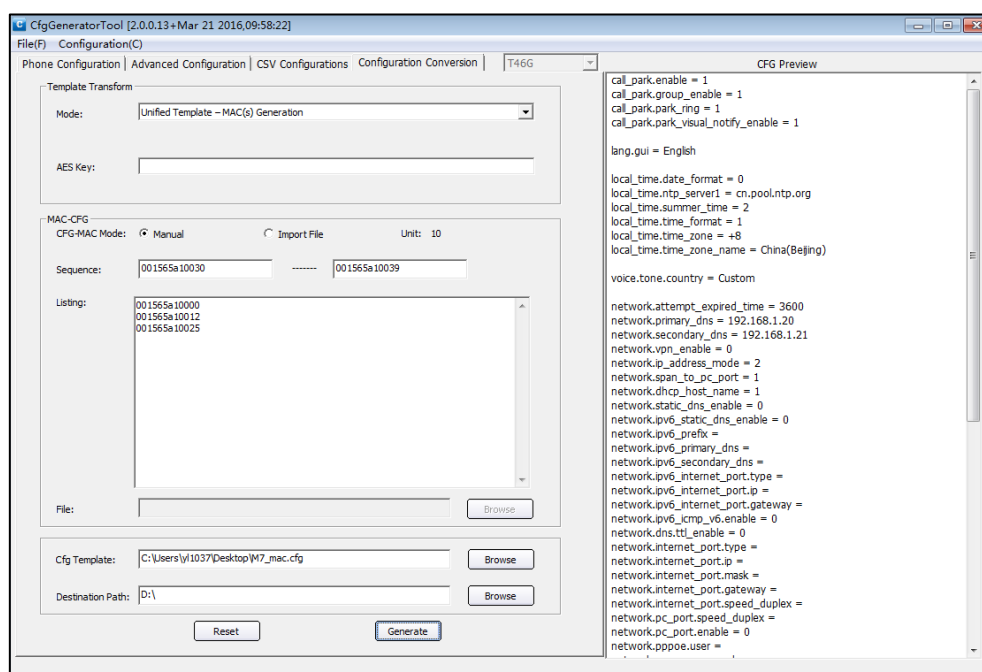 CfgGeneratorTool [2.0.0.13+Mar 21 2016,09:58:22]
File(F) Configuration(C)
Phone Configuration Advanced Configuration CSV Configurations Configuration Conversion T46G
Template Transform
Mode: Unified Template –MAC(s) Generation
AES Key:
MAC-CFG
CFG-MAC Mode: Manual Import File Unit: 10
Sequence: 001565a10030 ------- 001565a10039
Listing:
001565a10000
001565a10012
001565a10025
File: Browse
Cfg Template: C:\Users\yl1037\Desktop\M7_mac.cfg Browse
Destination Path: D:\ Browse
Reset Generate
CFG Preview
call_park.enable = 1
call_park.group_enable = 1
call_park.park_ring = 1
call_park.park_visual_notify_enable = 1
lang.gui = English
local_time.date_format = 0
local_time.ntp_server1 = cn.pool.ntp.org
local_time.summer_time = 2
local_time.time_format = 1
local_time.time_zone = +8
local_time.time_zone_name = China(Beijing)
voice.tone.country = Custom
network.attempt_expired_time = 3600
network.primary_dns = 192.168.1.20
network.secondary_dns = 192.168.1.21
network.vpn_enable = 0
network.ip_address_mode = 2
network.span_to_pc_port = 1
network.dhcp_host_name = 1
network.static_dns_enable = 0
network.ipv6_static_dns_enable = 0
network.ipv6_prefix =
network.ipv6_primary_dns =
network.ipv6_secondary_dns =
network.ipv6_internet_port.type =
network.ipv6_internet_port.ip =
network.ipv6_internet_port.gateway =
network.ipv6_icmp_v6.enable = 0
network.dns.ttl_enable = 0
network.internet_port.type =
network.internet_port.ip =
network.internet_port.mask =
network.internet_port.gateway =
network.internet_port.speed_duplex =
network.pc_port.speed_duplex =
network.pc_port.enable = 0
network.pppoe.user =